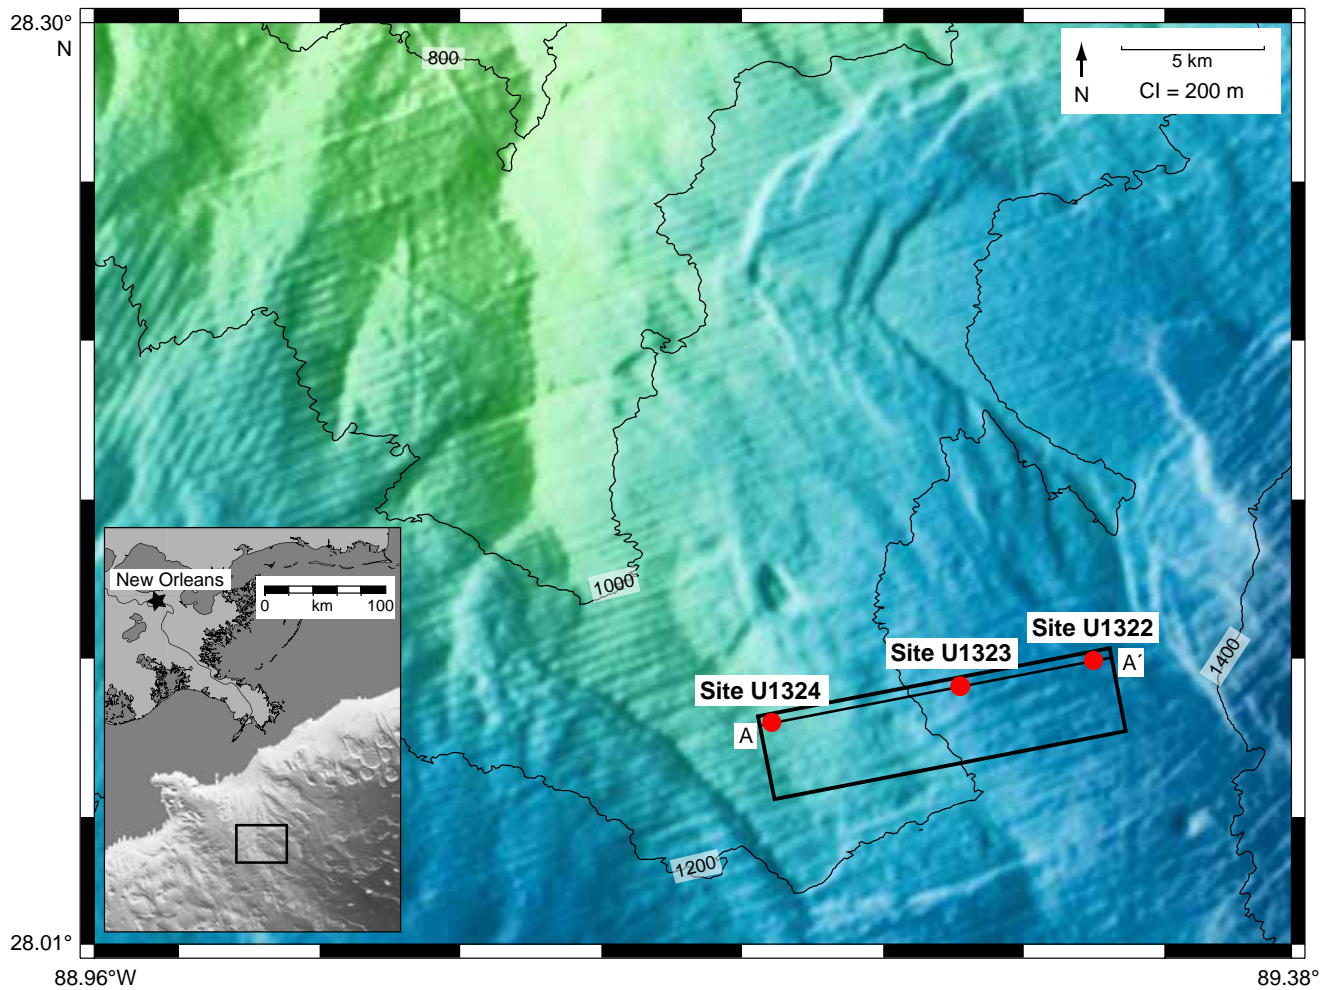 28.30°
N
800
5 km
N
CI = 200 m
1000
New Orleans
0 km 100
Site U1322
Site U1323
A´
1400
Site U1324
A
1200
28.01°
88.96°W
89.38°